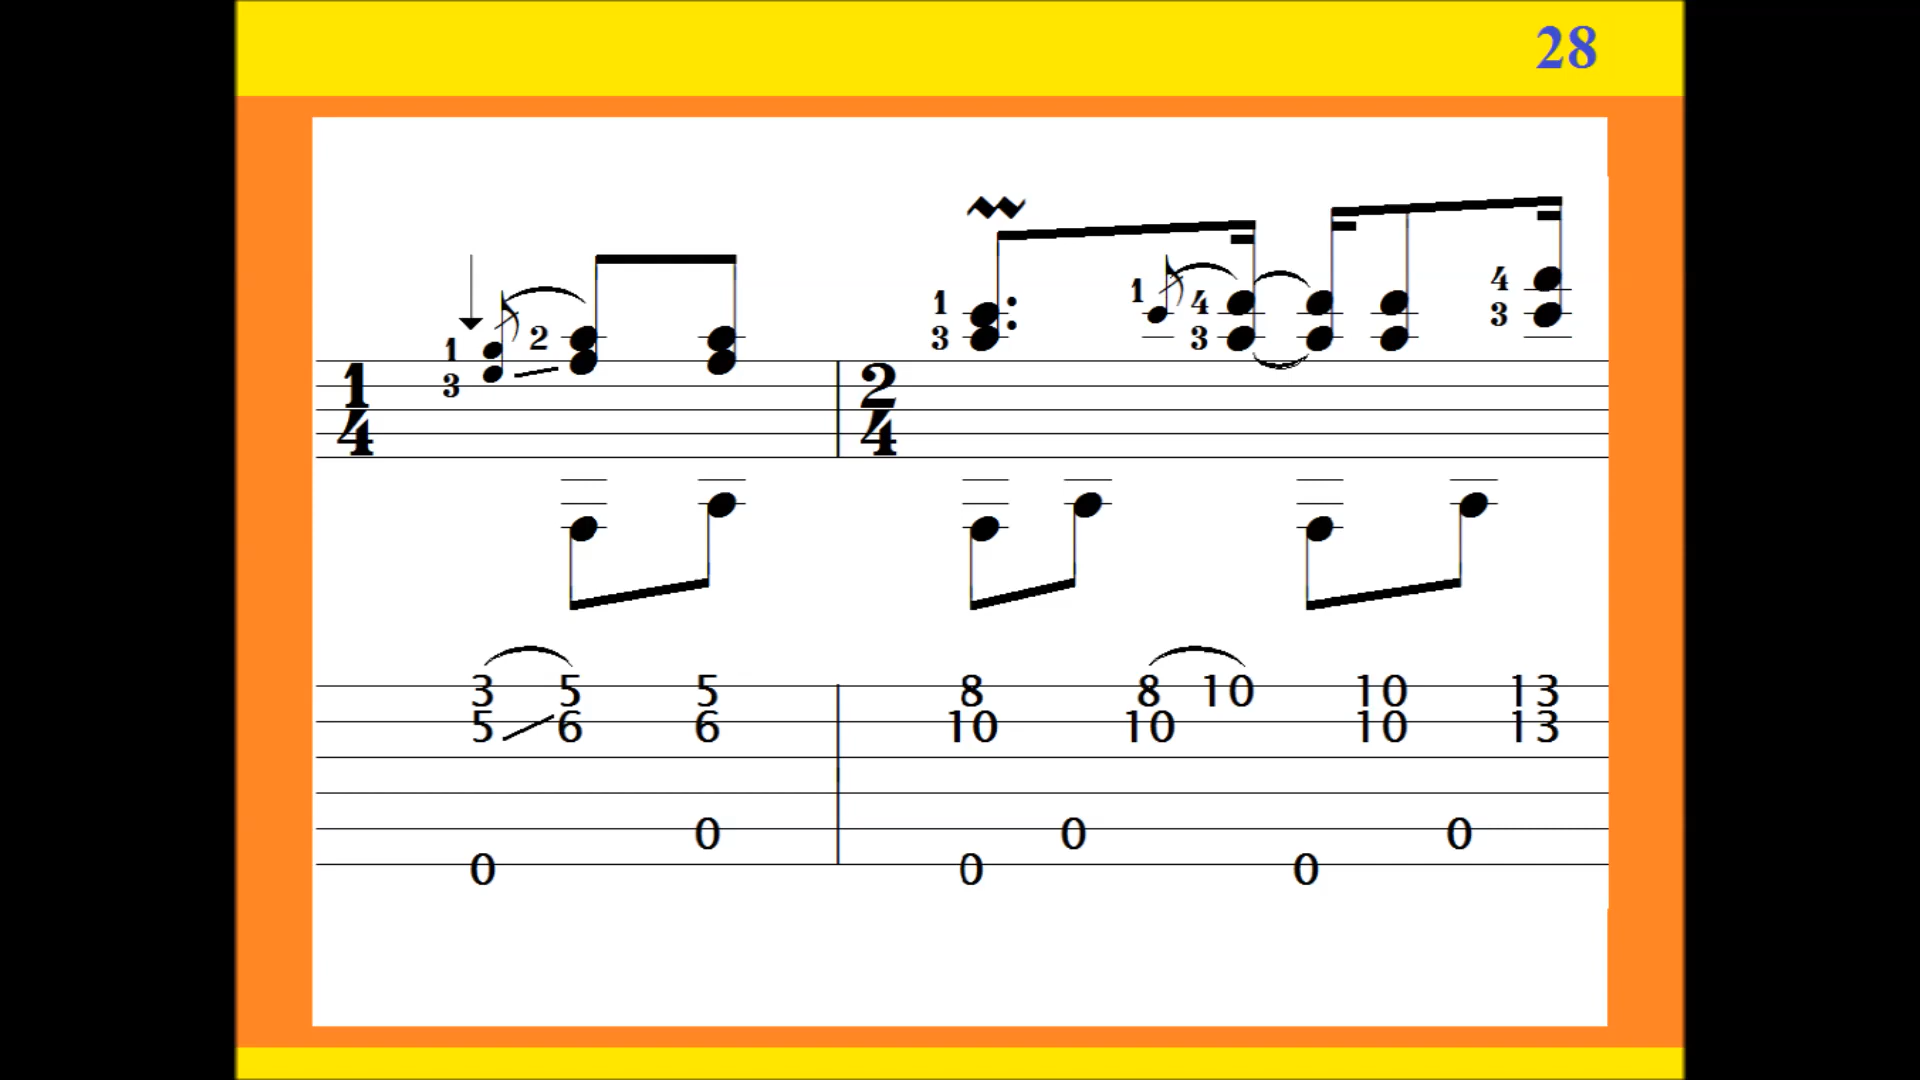 28
1 2 1 1 4 4
3 3 3 3
1 2
4 4
3 5 5 8 8 10 10 13
5 6 6 10 10 10 13
0 0 0
0 0 0